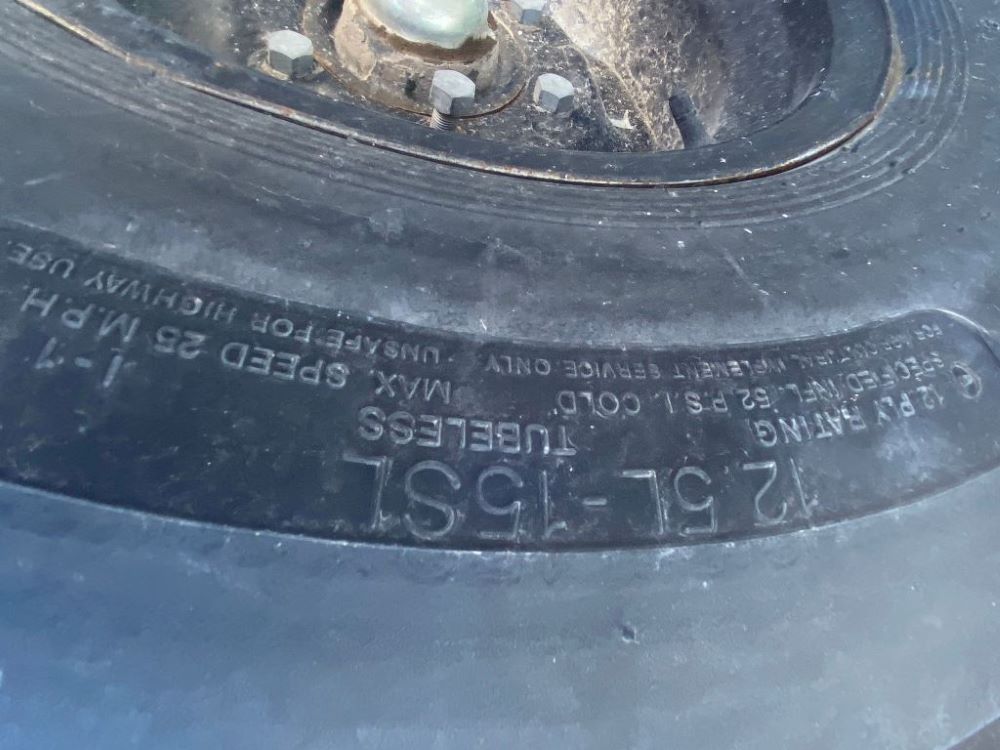 12.5L-15SL
TUBELESS
12 PLY RATING
SPECIFIED INFL. 52 P.S.I. COLD
FOR AGRICULTURAL IMPLEMENT SERVICE ONLY.
MAX. SPEED 25 M.P.H.
UNSAFE FOR HIGHWAY USE.
I-1